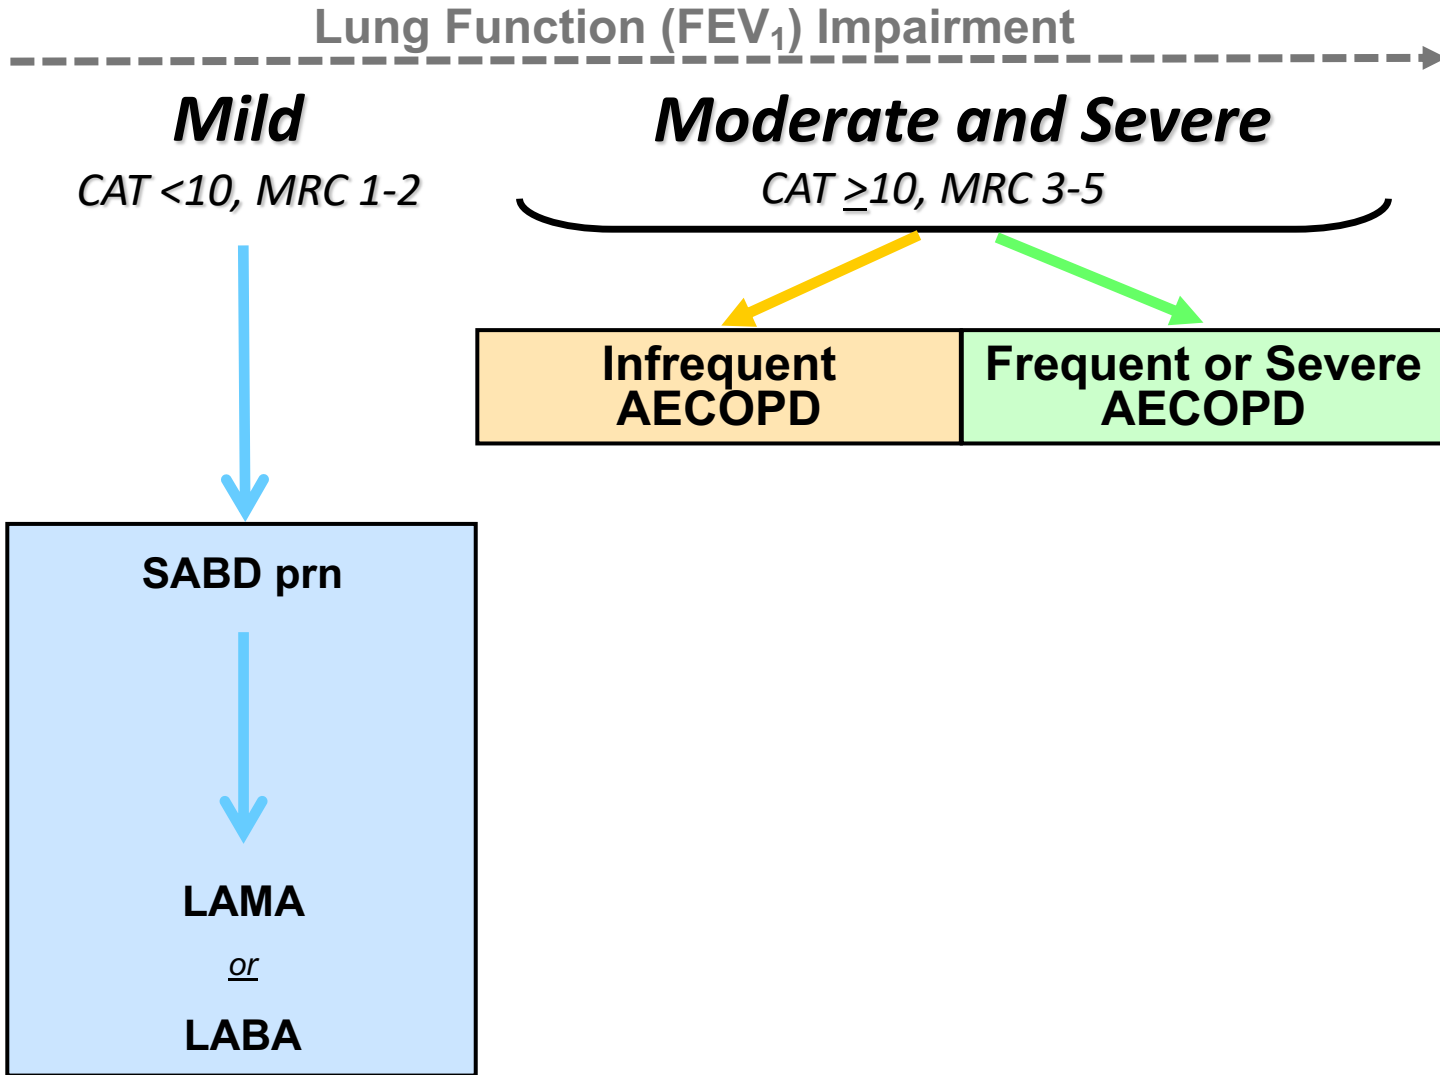 Lung Function (FEV₁) Impairment
Mild
CAT <10, MRC 1-2
Moderate and Severe
CAT ≥10, MRC 3-5
Infrequent
AECOPD
Frequent or Severe
AECOPD
SABD prn
LAMA
or
LABA